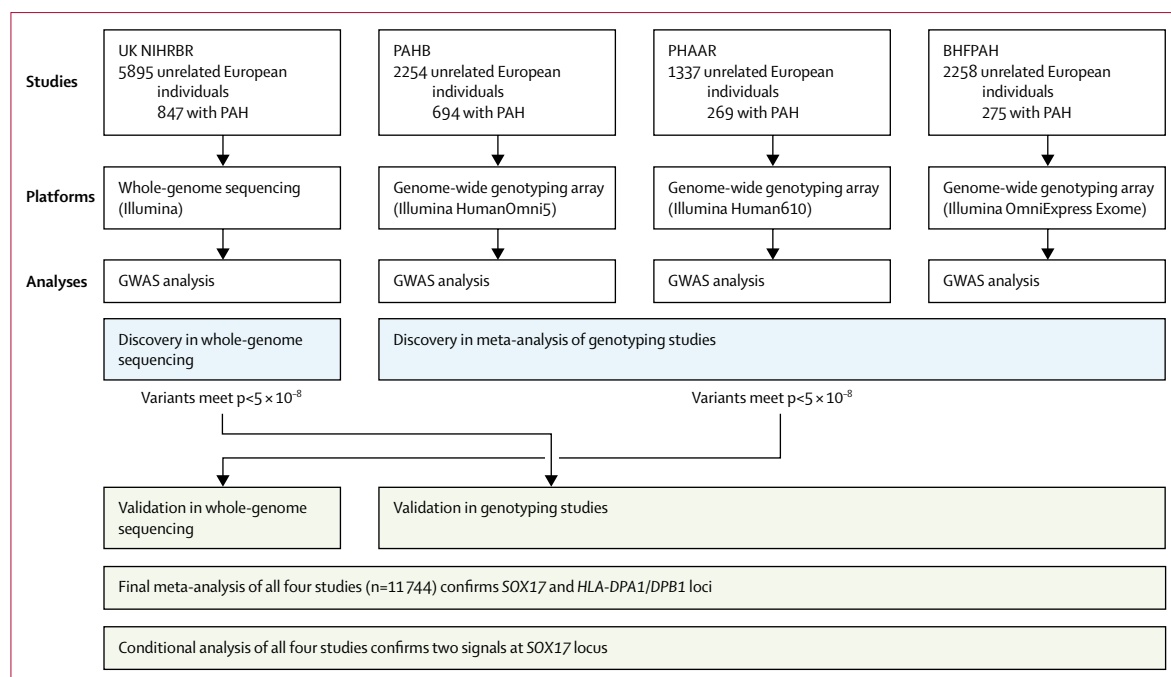 Studies
UK NIHRBR
5895 unrelated European
individuals
847 with PAH
PAHB
2254 unrelated European
individuals
694 with PAH
PHAAR
1337 unrelated European
individuals
269 with PAH
BHFPAH
2258 unrelated European
individuals
275 with PAH
Platforms
Whole-genome sequencing
(Illumina)
Genome-wide genotyping array
(Illumina HumanOmni5)
Genome-wide genotyping array
(Illumina Human610)
Genome-wide genotyping array
(Illumina OmniExpress Exome)
Analyses
GWAS analysis
GWAS analysis
GWAS analysis
GWAS analysis
Discovery in whole-genome
sequencing
Discovery in meta-analysis of genotyping studies
Variants meet p<5 × 10⁻⁸
Variants meet p<5 × 10⁻⁸
Validation in whole-genome
sequencing
Validation in genotyping studies
Final meta-analysis of all four studies (n=11 744) confirms SOX17 and HLA-DPA1/DPB1 loci
Conditional analysis of all four studies confirms two signals at SOX17 locus